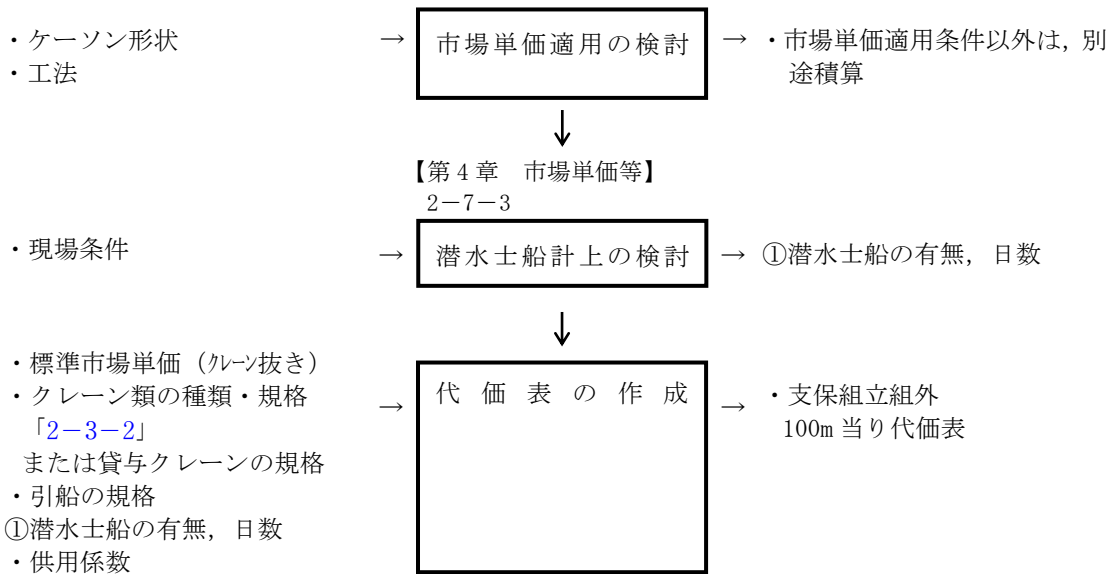 ・ケーソン形状
・工法
→
市場単価適用の検討
→
・市場単価適用条件以外は，別
途積算
↓
【第４章　市場単価等】
２－７－３
・現場条件
→
潜水士船計上の検討
→
①潜水士船の有無，日数
↓
・標準市場単価（ｸﾚｰﾝ抜き）
・クレーン類の種類・規格
「２－３－２」
または貸与クレーンの規格
・引船の規格
①潜水士船の有無，日数
・供用係数
→
代価表の作成
→
・支保組立組外
100m 当り代価表